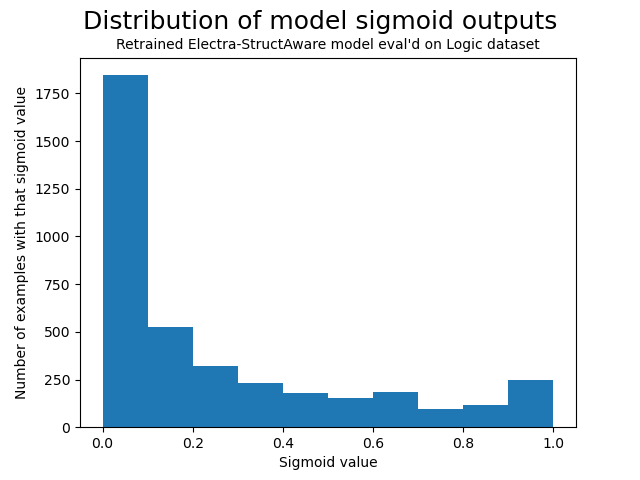 Distribution of model sigmoid outputs
Retrained Electra-StructAware model eval'd on Logic dataset
Number of examples with that sigmoid value
1750
1500
1250
1000
750
500
250
0
0.0 0.2 0.4 0.6 0.8 1.0
Sigmoid value